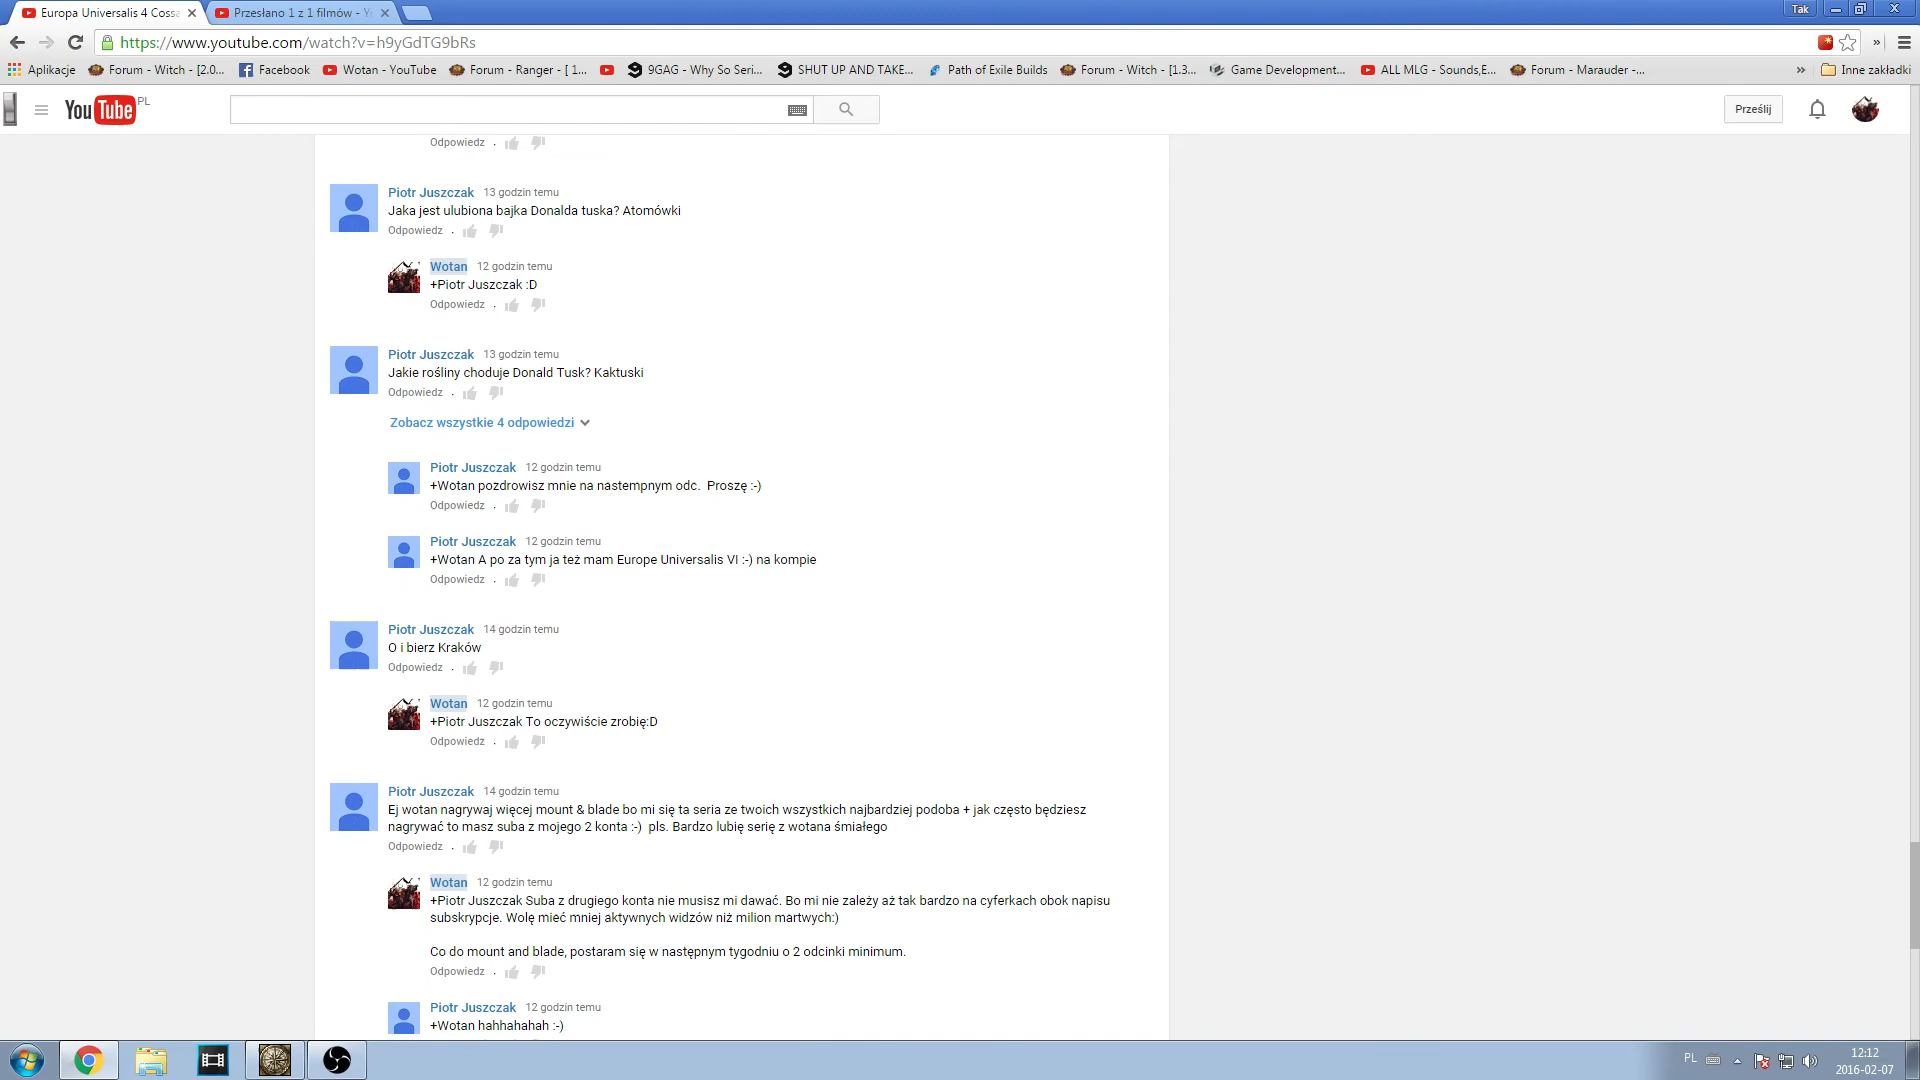 Europa Universalis 4 Cossa
Przesłano 1 z 1 filmów - Yo
Tak
https://www.youtube.com/watch?v=h9yGdTG9bRs
Aplikacje
Forum - Witch - [2.0...
Facebook
Wotan - YouTube
Forum - Ranger - [ 1...
9GAG - Why So Seri...
SHUT UP AND TAKE...
Path of Exile Builds
Forum - Witch - [1.3...
Game Development...
ALL MLG - Sounds,E...
Forum - Marauder -...
Inne zakładki
YouTube PL
Prześlij
Odpowiedz .
Piotr Juszczak 13 godzin temu
Jaka jest ulubiona bajka Donalda tuska? Atomówki
Odpowiedz .
Wotan 12 godzin temu
+Piotr Juszczak :D
Odpowiedz .
Piotr Juszczak 13 godzin temu
Jakie rośliny choduje Donald Tusk? Kaktuski
Odpowiedz .
Zobacz wszystkie 4 odpowiedzi
Piotr Juszczak 12 godzin temu
+Wotan pozdrowisz mnie na nastempnym odc.  Proszę :-)
Odpowiedz .
Piotr Juszczak 12 godzin temu
+Wotan A po za tym ja też mam Europe Universalis VI :-) na kompie
Odpowiedz .
Piotr Juszczak 14 godzin temu
O i bierz Kraków
Odpowiedz .
Wotan 12 godzin temu
+Piotr Juszczak To oczywiście zrobię:D
Odpowiedz .
Piotr Juszczak 14 godzin temu
Ej wotan nagrywaj więcej mount & blade bo mi się ta seria ze twoich wszystkich najbardziej podoba + jak często będziesz
nagrywać to masz suba z mojego 2 konta :-)  pls. Bardzo lubię serię z wotana śmiałego
Odpowiedz .
Wotan 12 godzin temu
+Piotr Juszczak Suba z drugiego konta nie musisz mi dawać. Bo mi nie zależy aż tak bardzo na cyferkach obok napisu
subskrypcje. Wolę mieć mniej aktywnych widzów niż milion martwych:)
Co do mount and blade, postaram się w następnym tygodniu o 2 odcinki minimum.
Odpowiedz .
Piotr Juszczak 12 godzin temu
+Wotan hahhahahah :-)
PL
12:12
2016-02-07